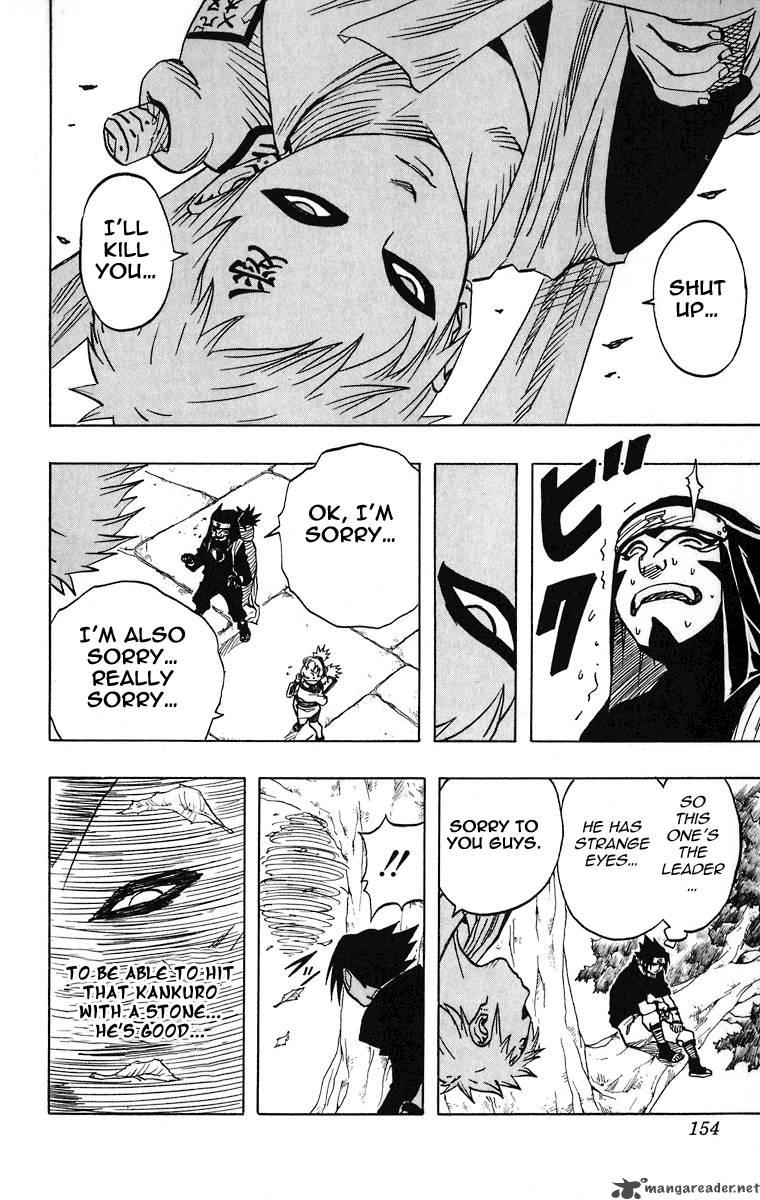 SHUT
UP...
I'LL
KILL
YOU...
ビクッ
OK, I'M
SORRY...
I'M ALSO
SORRY...
REALLY
SORRY...
SO
THIS
ONE'S
THE
LEADER
...
HE HAS
STRANGE
EYES...
SORRY TO
YOU GUYS.
!!
TO BE ABLE TO HIT
THAT KANKURO
WITH A STONE...
HE'S GOOD...
154
mangareader.net